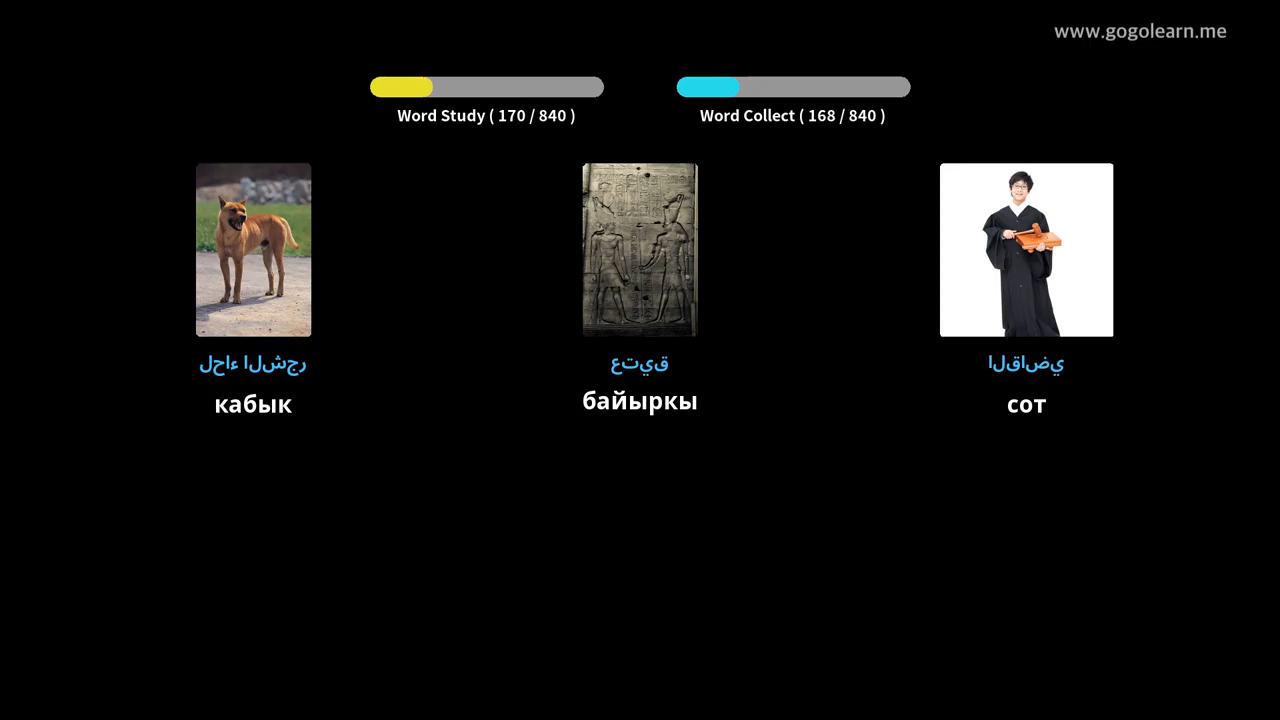 www.gogolearn.me
Word Study ( 170 / 840 )
Word Collect ( 168 / 840 )
لحاء الشجر
عتيق
القاضي
кабык
байыркы
сот